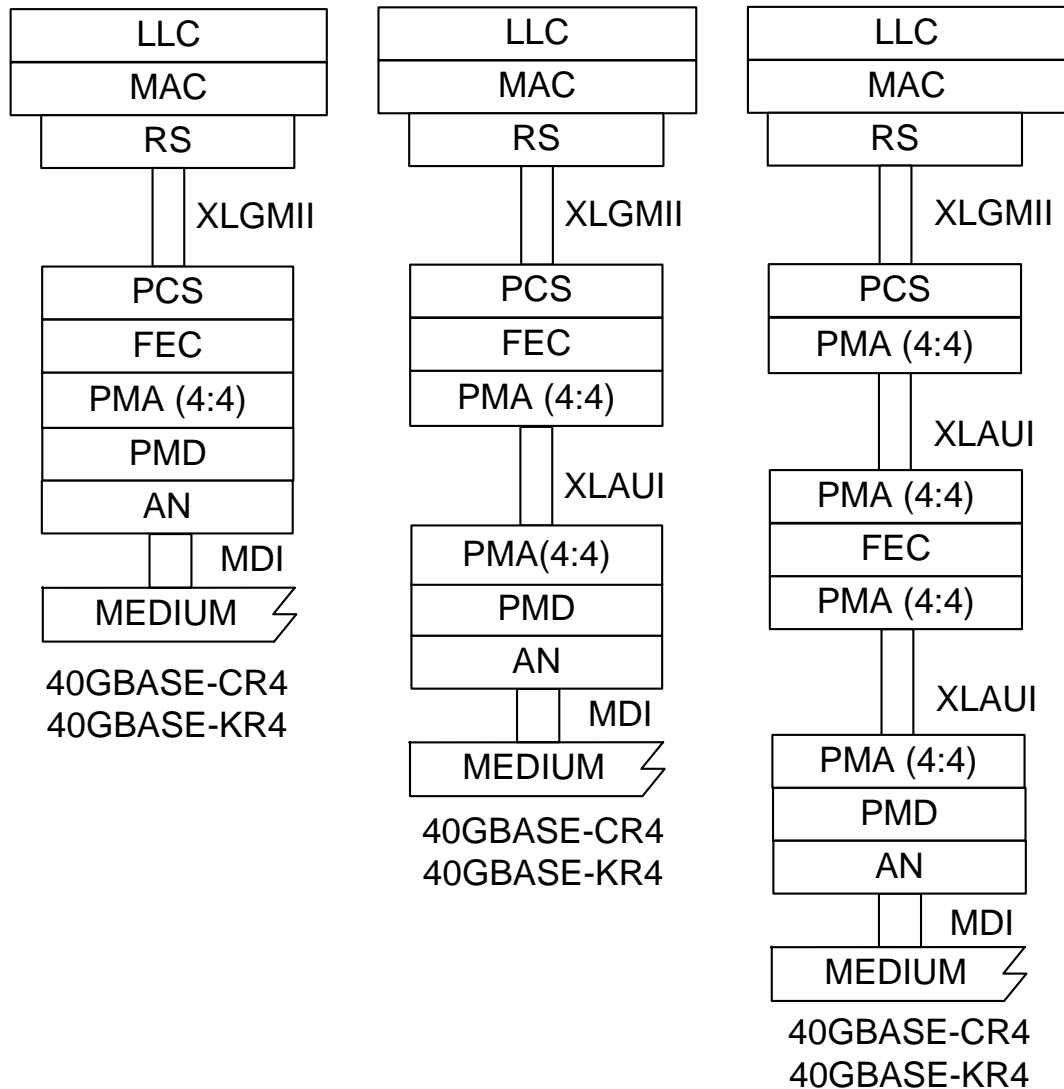 LLC
MAC
RS
XLGMII
PCS
FEC
PMA (4:4)
PMD
AN
MDI
MEDIUM
40GBASE-CR4
40GBASE-KR4
LLC
MAC
RS
XLGMII
PCS
FEC
PMA (4:4)
XLAUI
PMA(4:4)
PMD
AN
MDI
MEDIUM
40GBASE-CR4
40GBASE-KR4
LLC
MAC
RS
XLGMII
PCS
PMA (4:4)
XLAUI
PMA (4:4)
FEC
PMA (4:4)
XLAUI
PMA (4:4)
PMD
AN
MDI
MEDIUM
40GBASE-CR4
40GBASE-KR4